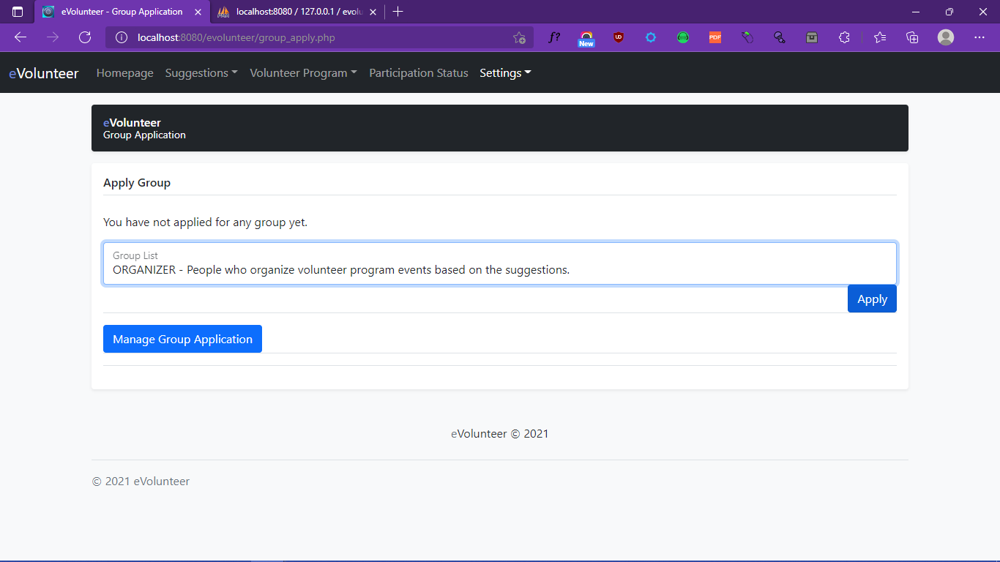 eVolunteer - Group Application
localhost:8080 / 127.0.0.1 / evolu
localhost:8080/evolunteer/group_apply.php
f?
New
UD
PDF
eVolunteer Homepage Suggestions Volunteer Program Participation Status Settings
eVolunteer
Group Application
Apply Group
You have not applied for any group yet.
Group List
ORGANIZER - People who organize volunteer program events based on the suggestions.
Apply
Manage Group Application
eVolunteer © 2021
© 2021 eVolunteer